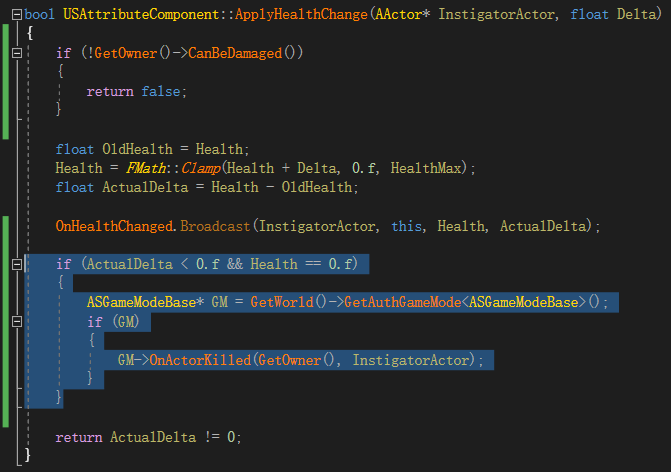 bool USAttributeComponent::ApplyHealthChange(AActor* InstigatorActor, float Delta)
{
if (!GetOwner()->CanBeDamaged())
{
return false;
}
float OldHealth = Health;
Health = FMath::Clamp(Health + Delta, 0.f, HealthMax);
float ActualDelta = Health - OldHealth;
OnHealthChanged.Broadcast(InstigatorActor, this, Health, ActualDelta);
if (ActualDelta < 0.f && Health == 0.f)
{
ASGameModeBase* GM = GetWorld()->GetAuthGameMode<ASGameModeBase>();
if (GM)
{
GM->OnActorKilled(GetOwner(), InstigatorActor);
}
}
return ActualDelta != 0;
}